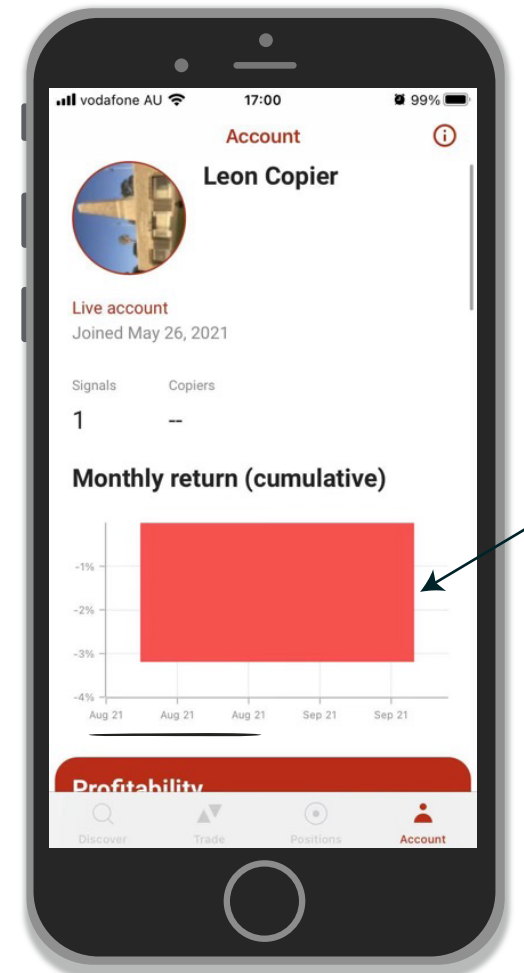 vodafone AU 17:00 99%
Account
Leon Copier
Live account
Joined May 26, 2021
Signals Copiers
1 --
Monthly return (cumulative)
-1%
-2%
-3%
-4%
Aug 21 Aug 21 Aug 21 Sep 21 Sep 21
Profitability
Discover Trade Positions Account